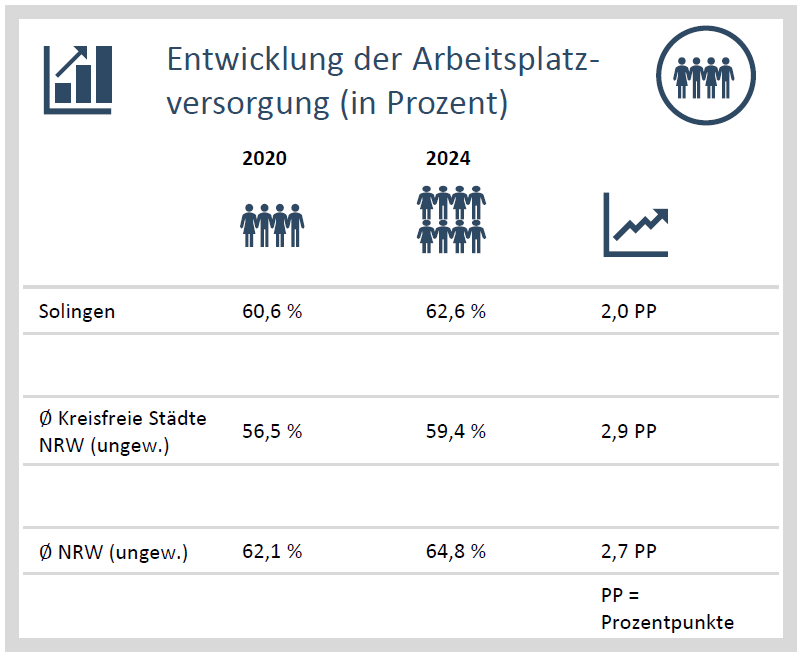 Entwicklung der Arbeitsplatz-
versorgung (in Prozent)
2020 2024
Solingen 60,6 % 62,6 % 2,0 PP
Ø Kreisfreie Städte
NRW (ungew.) 56,5 % 59,4 % 2,9 PP
Ø NRW (ungew.) 62,1 % 64,8 % 2,7 PP
PP =
Prozentpunkte